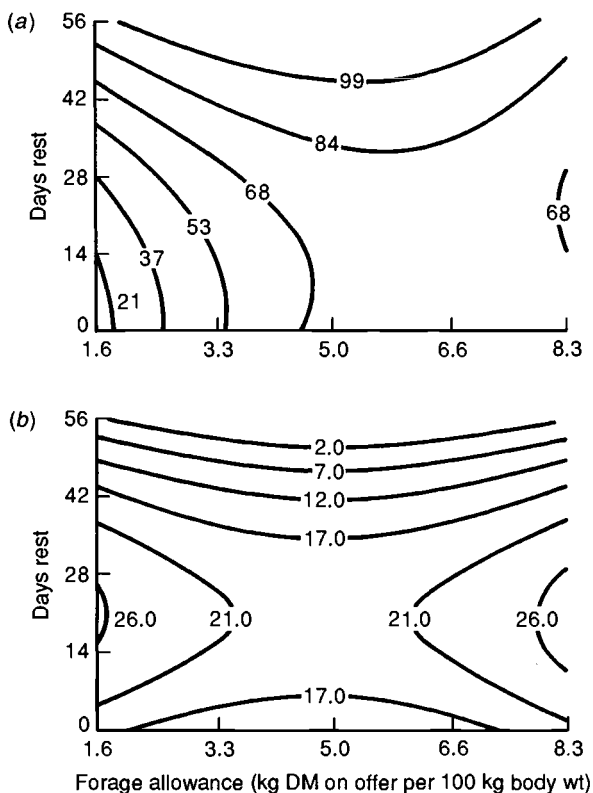 (a)
56
42
28
14
0
Days rest
99
84
68
53
37
21
68
1.6 3.3 5.0 6.6 8.3
(b)
56
42
28
14
0
Days rest
2.0
7.0
12.0
17.0
26.0 21.0 21.0 26.0
17.0
1.6 3.3 5.0 6.6 8.3
Forage allowance (kg DM on offer per 100 kg body wt)